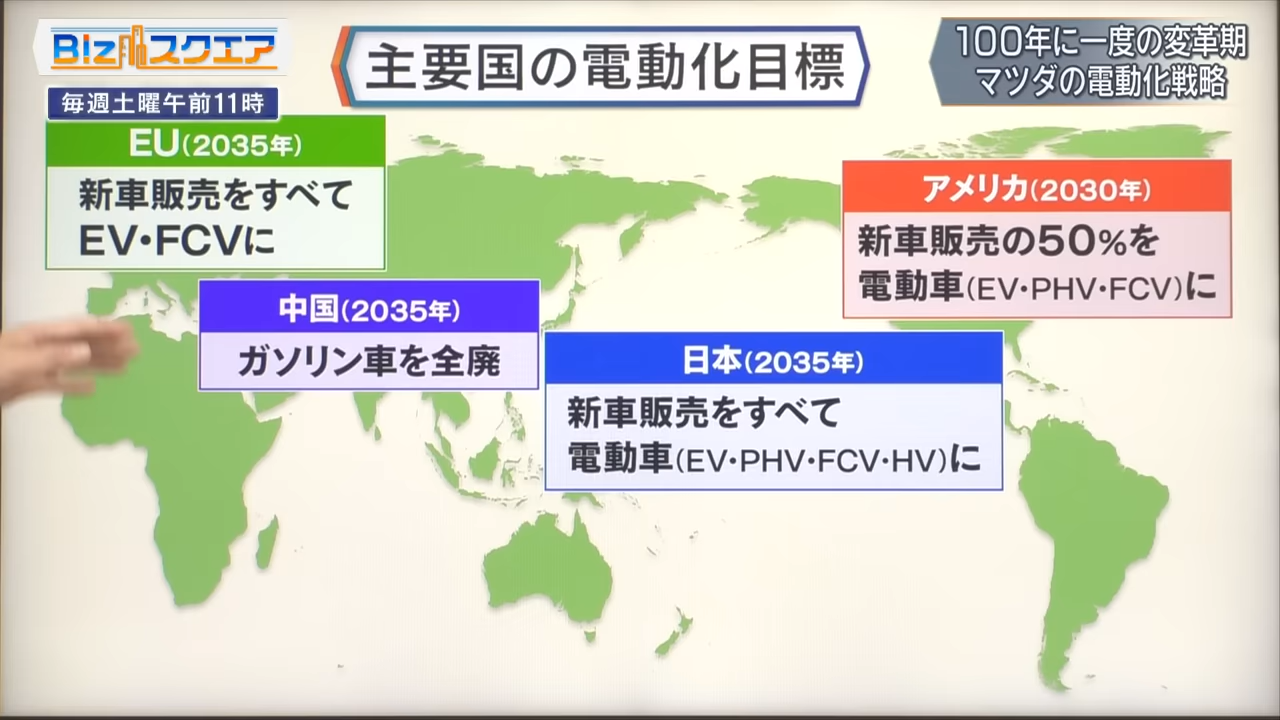 Bizスクエア
毎週土曜午前11時
主要国の電動化目標
100年に一度の変革期
マツダの電動化戦略
EU(2035年)
新車販売をすべて
EV・FCVに
アメリカ(2030年)
新車販売の50%を
電動車(EV・PHV・FCV)に
中国(2035年)
ガソリン車を全廃
日本(2035年)
新車販売をすべて
電動車(EV・PHV・FCV・HV)に